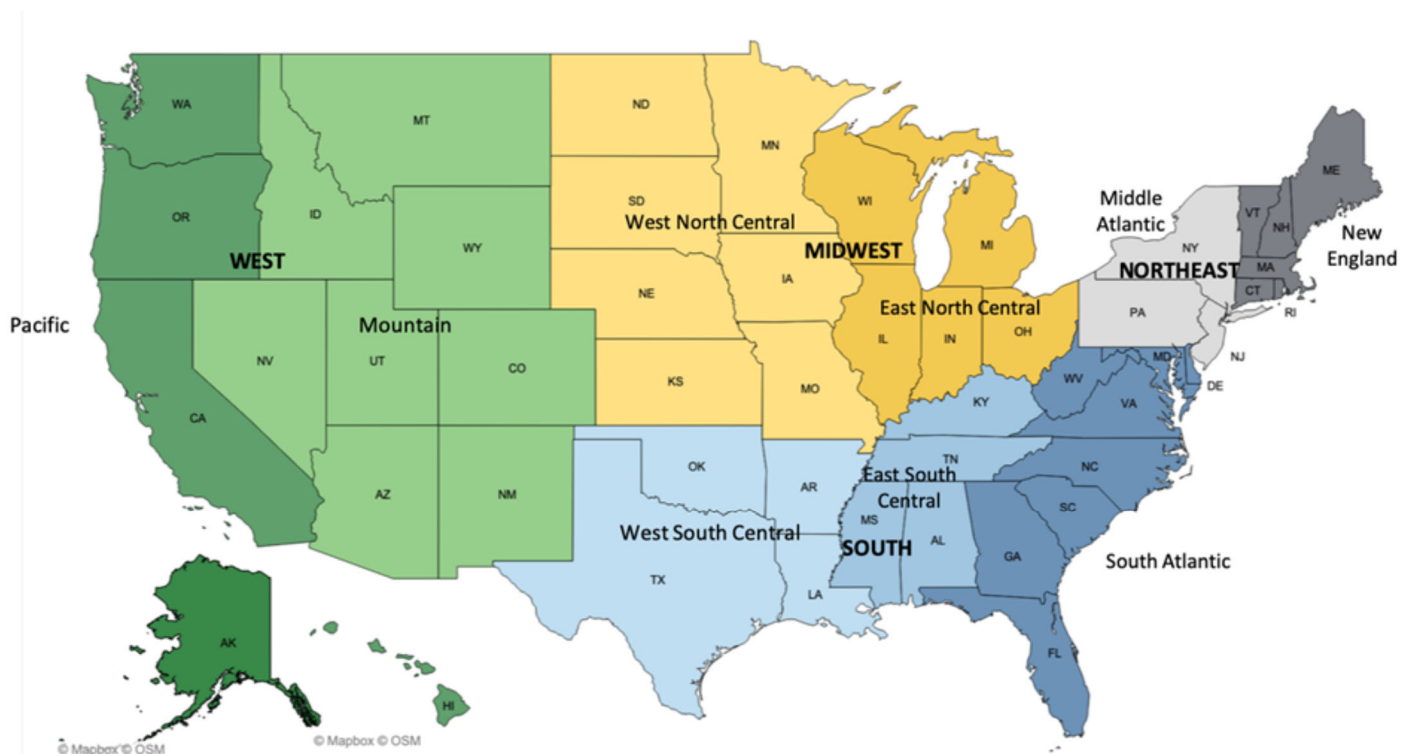 WA
MT
ND
MN
ME
OR
ID
SD
WI
MI
Middle
Atlantic
VT
NH
West North Central
WY
NY
New
England
WEST
MIDWEST
NORTHEAST
MA
IA
CT
NE
East North Central
RI
Pacific
Mountain
PA
NV
UT
CO
IL
IN
OH
NJ
MD
KS
MO
WV
DE
CA
KY
VA
OK
TN
NC
AZ
NM
AR
East South
Central
SC
MS
West South Central
SOUTH
AL
GA
South Atlantic
TX
LA
AK
FL
HI
© Mapbox © OSM
© Mapbox © OSM